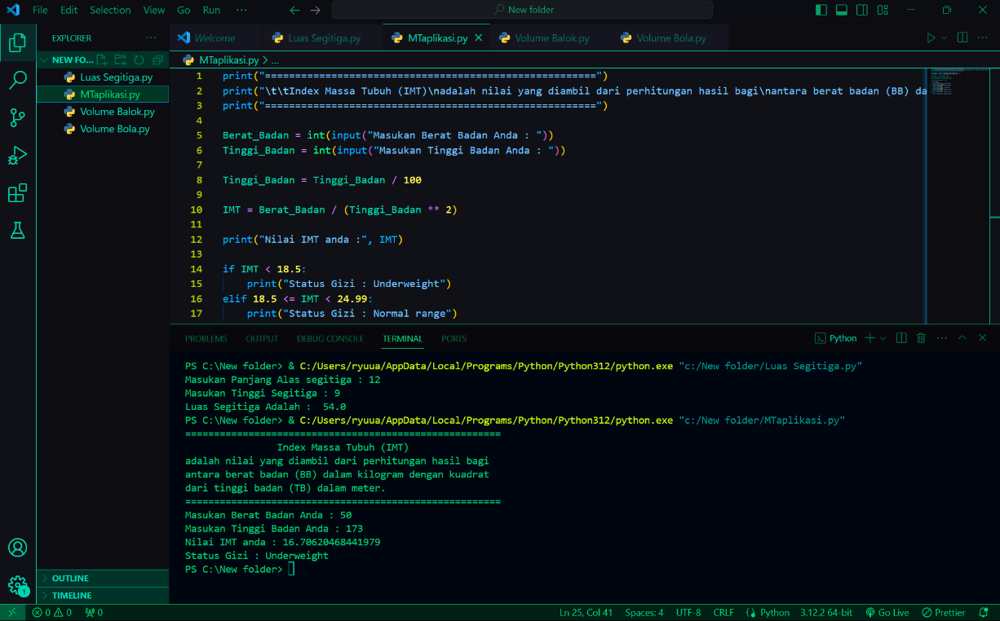 File Edit Selection View Go Run ... New folder
EXPLORER ...
Welcome Luas Segitiga.py MTaplikasi.py Volume Balok.py Volume Bola.py
NEW FO...
Luas Segitiga.py
MTaplikasi.py
Volume Balok.py
Volume Bola.py
OUTLINE
TIMELINE
MTaplikasi.py > ...
1 print("=======================================================")
2 print("\t\tIndex Massa Tubuh (IMT)\nadalah nilai yang diambil dari perhitungan hasil bagi\nantara berat badan (BB) da
3 print("=======================================================")
4
5 Berat_Badan = int(input("Masukan Berat Badan Anda : "))
6 Tinggi_Badan = int(input("Masukan Tinggi Badan Anda : "))
7
8 Tinggi_Badan = Tinggi_Badan / 100
9
10 IMT = Berat_Badan / (Tinggi_Badan ** 2)
11
12 print("Nilai IMT anda :", IMT)
13
14 if IMT < 18.5:
15 print("Status Gizi : Underweight")
16 elif 18.5 <= IMT < 24.99:
17 print("Status Gizi : Normal range")
PROBLEMS OUTPUT DEBUG CONSOLE TERMINAL PORTS Python
PS C:\New folder> & C:/Users/ryuua/AppData/Local/Programs/Python/Python312/python.exe "c:/New folder/Luas Segitiga.py"
Masukan Panjang Alas segitiga : 12
Masukan Tinggi Segitiga : 9
Luas Segitiga Adalah :  54.0
PS C:\New folder> & C:/Users/ryuua/AppData/Local/Programs/Python/Python312/python.exe "c:/New folder/MTaplikasi.py"
=======================================================
Index Massa Tubuh (IMT)
adalah nilai yang diambil dari perhitungan hasil bagi
antara berat badan (BB) dalam kilogram dengan kuadrat
dari tinggi badan (TB) dalam meter.
=======================================================
Masukan Berat Badan Anda : 50
Masukan Tinggi Badan Anda : 173
Nilai IMT anda : 16.70620468441979
Status Gizi : Underweight
PS C:\New folder>
1
0 0 0 Ln 25, Col 41 Spaces: 4 UTF-8 CRLF Python 3.12.2 64-bit Go Live Prettier